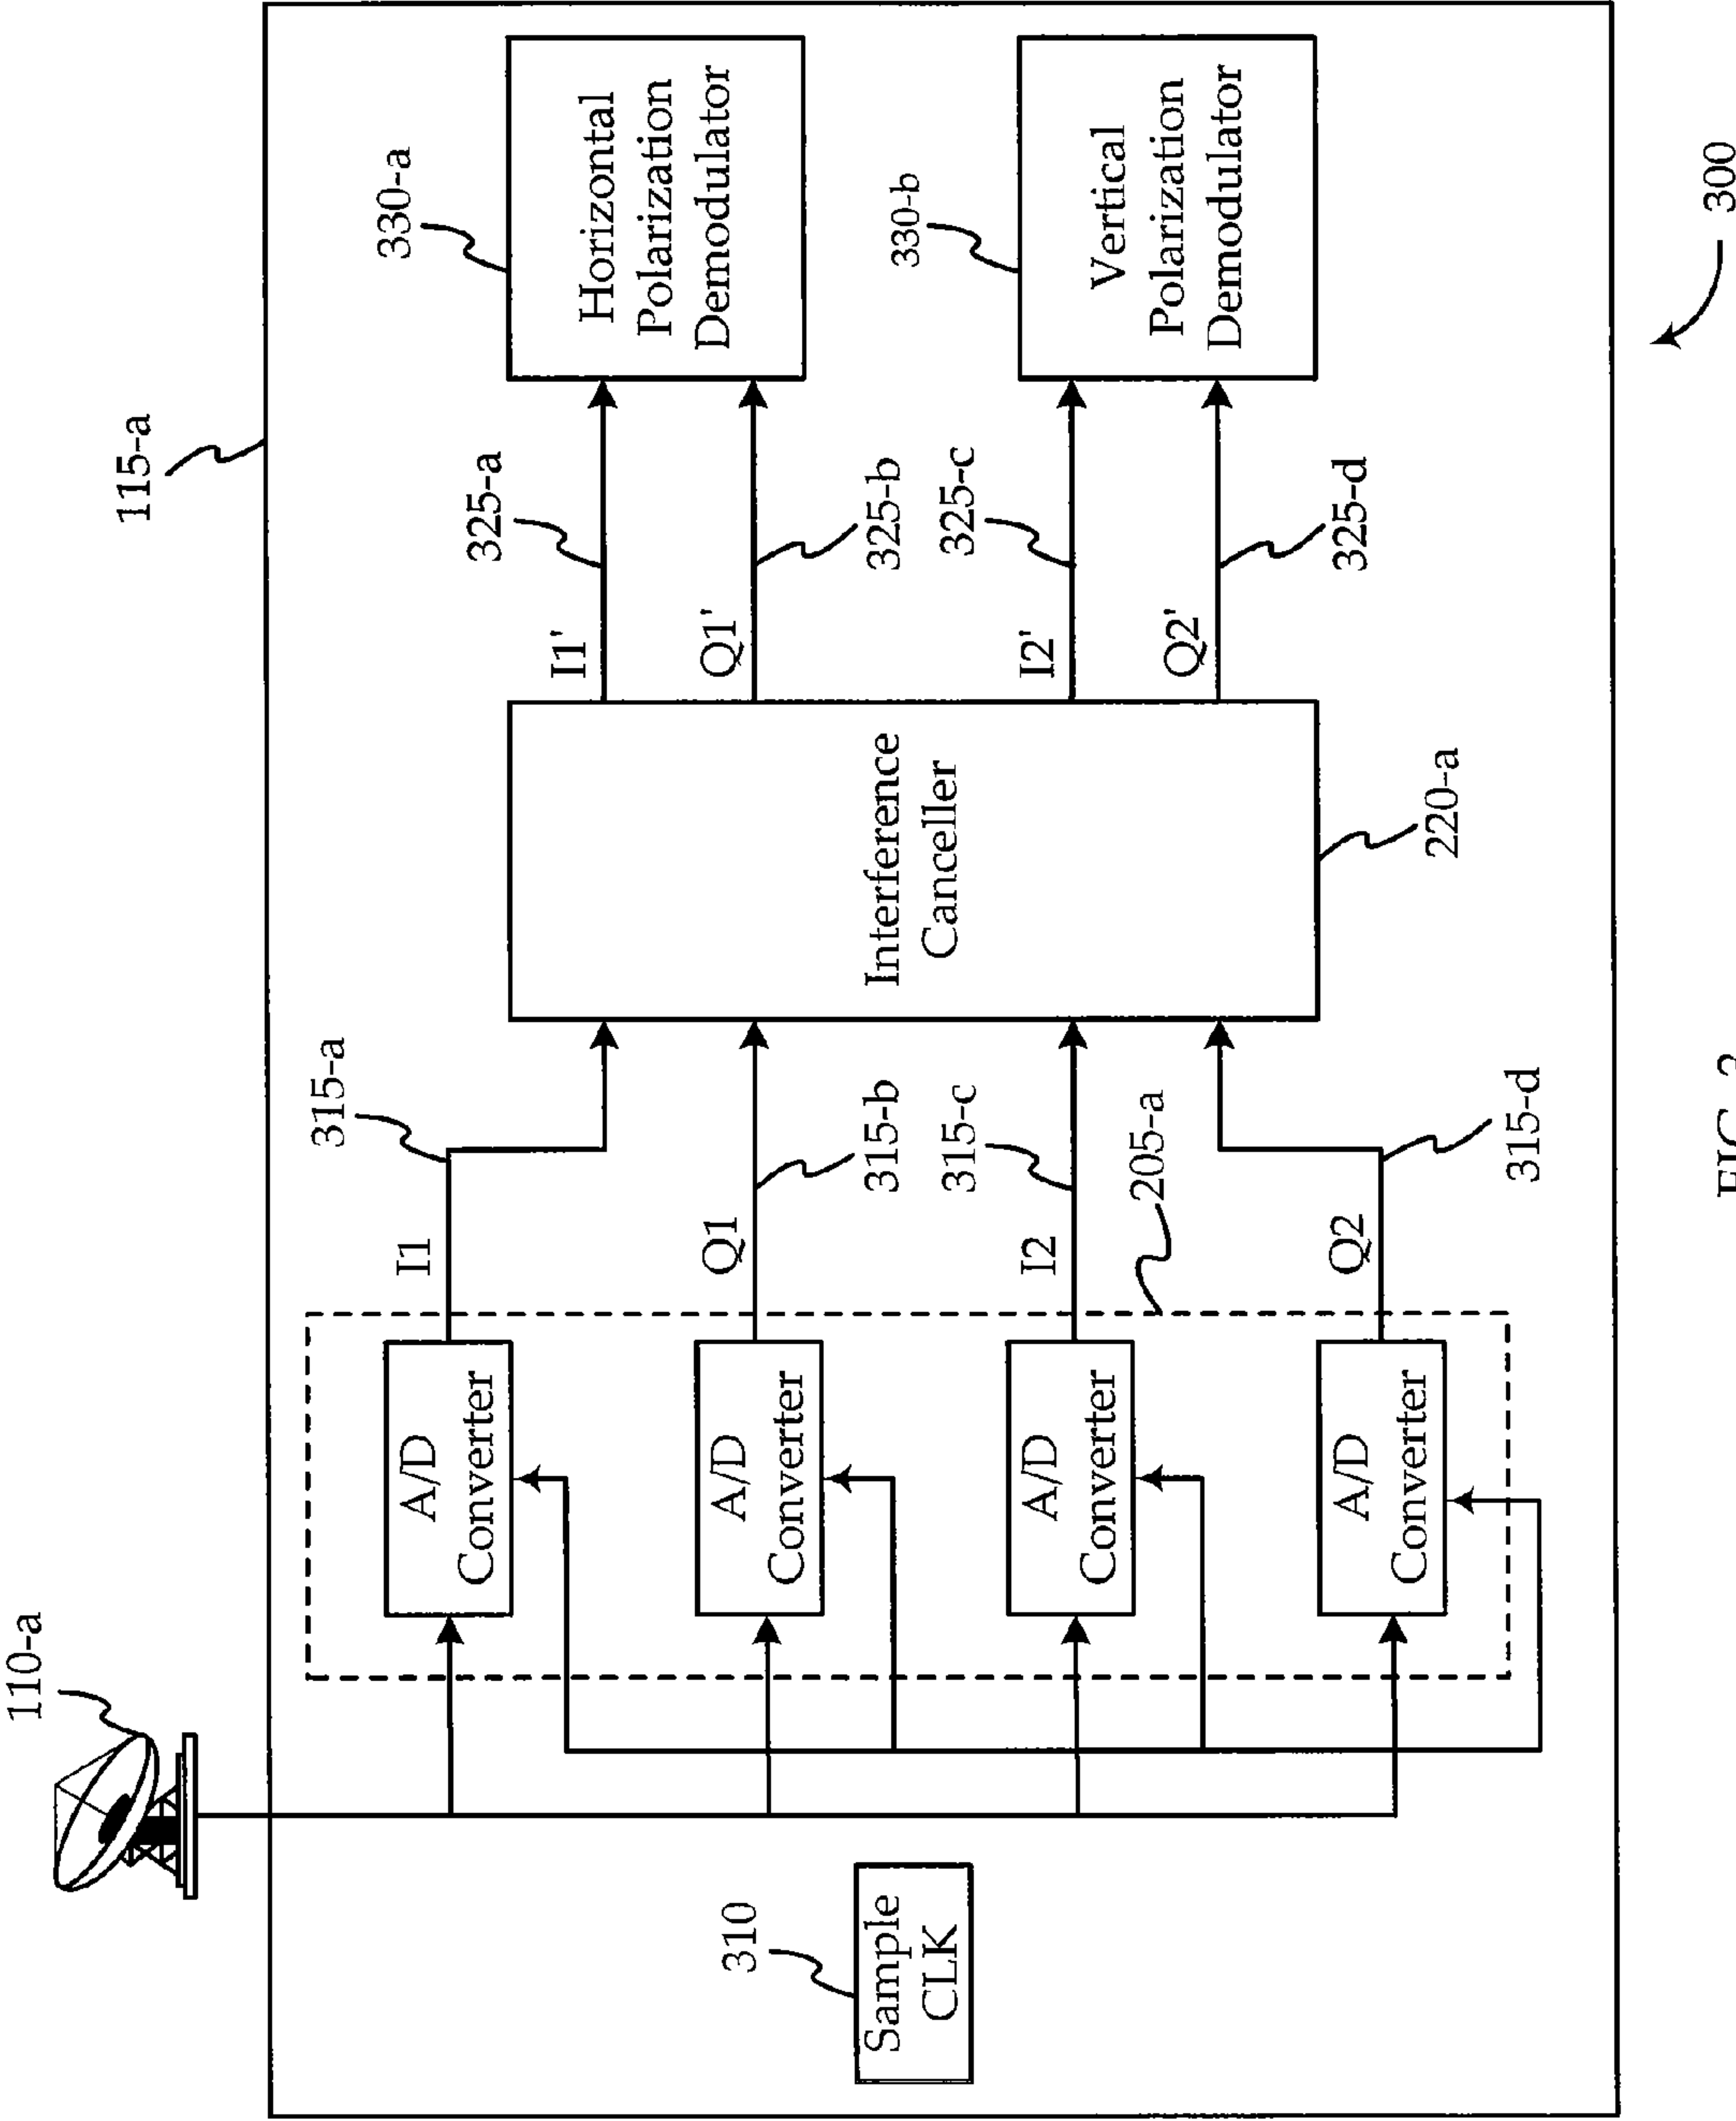 110-a
115-a
310
Sample
CLK
A/D
Converter
A/D
Converter
A/D
Converter
A/D
Converter
I1
Q1
I2
Q2
315-a
315-b
315-c
205-a
315-d
Interference
Canceller
220-a
I1'
Q1'
I2'
Q2'
325-a
325-b
325-c
325-d
330-a
Horizontal
Polarization
Demodulator
330-b
Vertical
Polarization
Demodulator
300